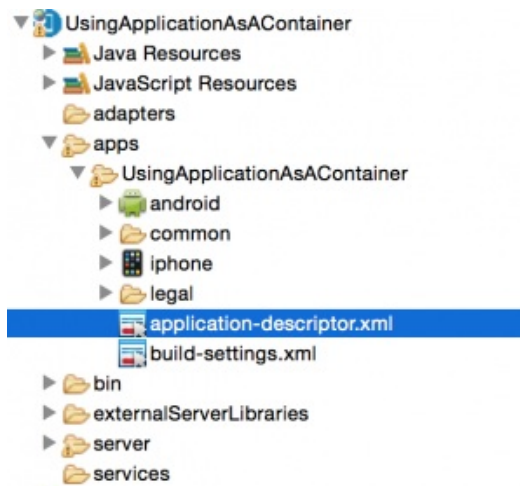 UsingApplicationAsAContainer
Java Resources
JavaScript Resources
adapters
apps
UsingApplicationAsAContainer
android
common
iphone
legal
application-descriptor.xml
build-settings.xml
bin
externalServerLibraries
server
services